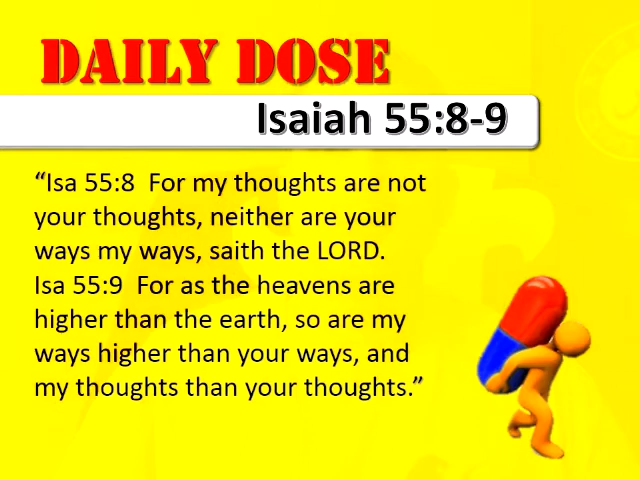 DAILY DOSE
Isaiah 55:8-9
“Isa 55:8  For my thoughts are not
your thoughts, neither are your
ways my ways, saith the LORD.
Isa 55:9  For as the heavens are
higher than the earth, so are my
ways higher than your ways, and
my thoughts than your thoughts.”